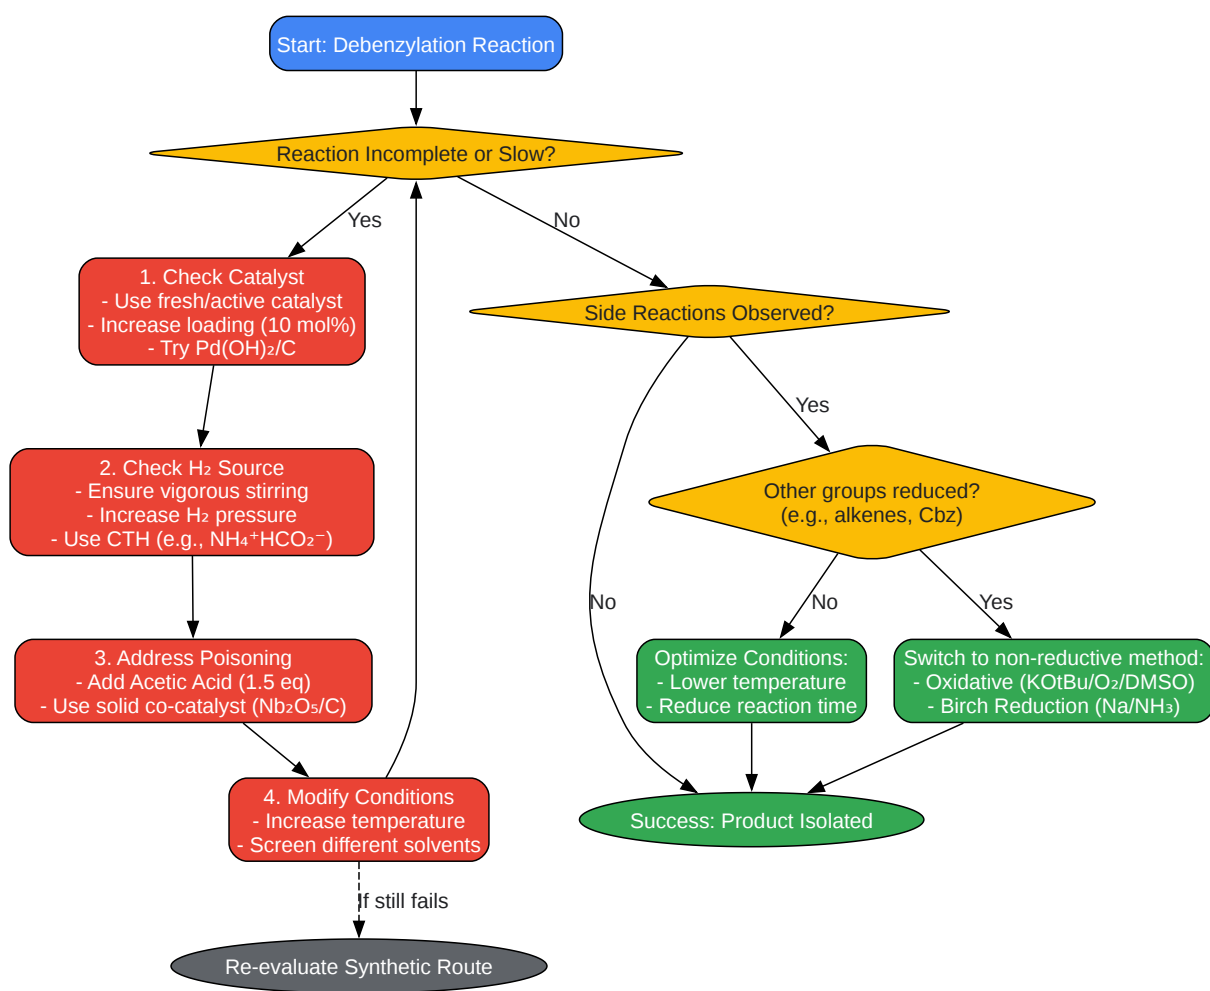 Start: Debenzylation Reaction
Reaction Incomplete or Slow?
Yes
No
1. Check Catalyst
- Use fresh/active catalyst
- Increase loading (10 mol%)
- Try Pd(OH)₂/C
Side Reactions Observed?
Yes
2. Check H₂ Source
- Ensure vigorous stirring
- Increase H₂ pressure
- Use CTH (e.g., NH₄⁺HCO₂⁻)
Other groups reduced?
(e.g., alkenes, Cbz)
No
No
Yes
3. Address Poisoning
- Add Acetic Acid (1.5 eq)
- Use solid co-catalyst (Nb₂O₅/C)
Optimize Conditions:
- Lower temperature
- Reduce reaction time
Switch to non-reductive method:
- Oxidative (KOtBu/O₂/DMSO)
- Birch Reduction (Na/NH₃)
4. Modify Conditions
- Increase temperature
- Screen different solvents
Success: Product Isolated
If still fails
Re-evaluate Synthetic Route